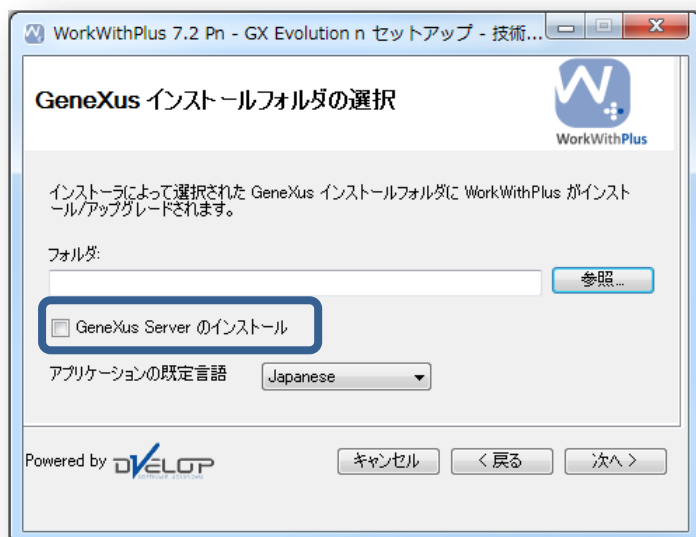 WorkWithPlus 7.2 Pn - GX Evolution n セットアップ - 技術...
GeneXus インストールフォルダの選択
WorkWithPlus
インストーラによって選択された GeneXus インストールフォルダに WorkWithPlus がインスト
ール/アップグレードされます。
フォルダ:
参照...
GeneXus Server のインストール
アプリケーションの既定言語
Japanese
Powered by DVELOP
キャンセル
< 戻る
次へ >